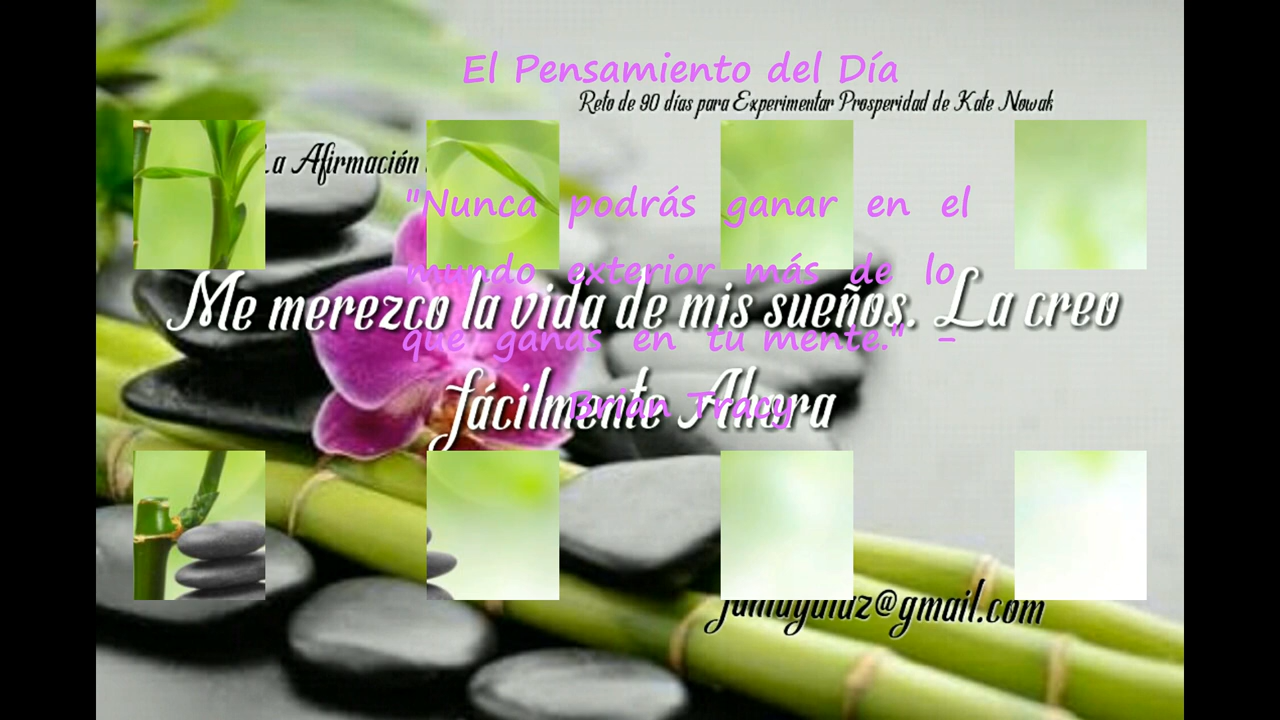 El Pensamiento del Día
Reto de 90 días para Experimentar Prosperidad de Kate Nowak
La Afirmación
"Nunca podrás ganar en el
mundo exterior más de lo
Me merezco la vida de mis sueños. La creo
que ganas en tu mente." –
fácilmente Ahora
Brian Tracy